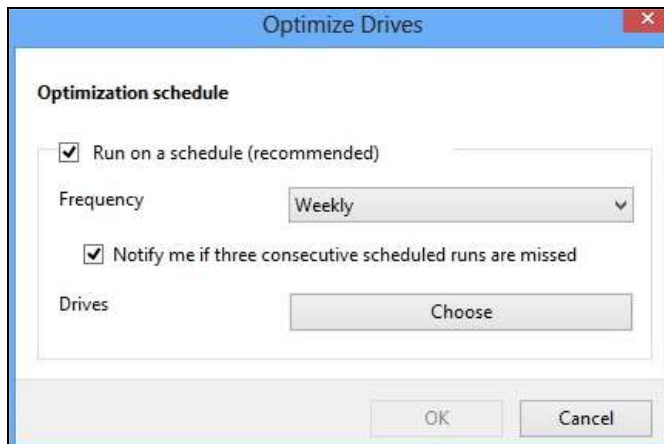 Optimize Drives
Optimization schedule
Run on a schedule (recommended)
Frequency Weekly
Notify me if three consecutive scheduled runs are missed
Drives Choose
OK Cancel